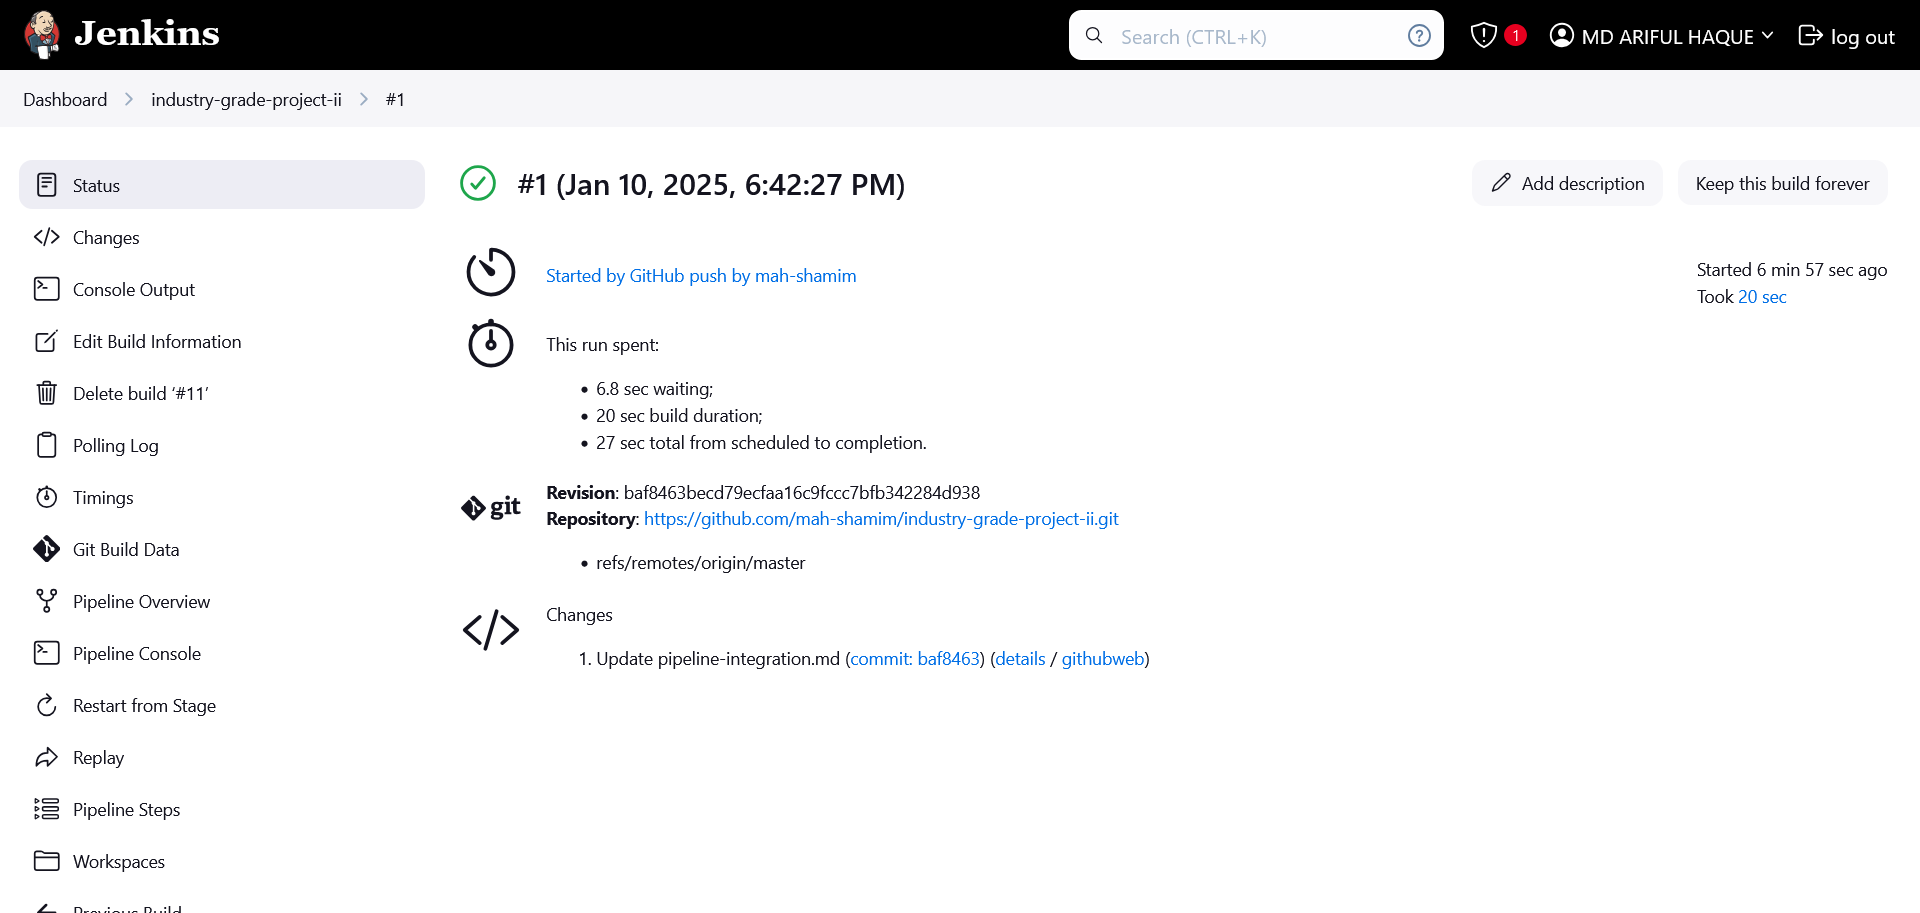 Jenkins
Search (CTRL+K)
1
MD ARIFUL HAQUE
log out
Dashboard
industry-grade-project-ii
#1
Status
Changes
Console Output
Edit Build Information
Delete build ‘#11’
Polling Log
Timings
Git Build Data
Pipeline Overview
Pipeline Console
Restart from Stage
Replay
Pipeline Steps
Workspaces
Previous Build
#1 (Jan 10, 2025, 6:42:27 PM)
Add description
Keep this build forever
Started by GitHub push by mah-shamim
Started 6 min 57 sec ago
Took 20 sec
This run spent:
• 6.8 sec waiting;
• 20 sec build duration;
• 27 sec total from scheduled to completion.
git
Revision: baf8463becd79ecfaa16c9fccc7bfb342284d938
Repository: https://github.com/mah-shamim/industry-grade-project-ii.git
• refs/remotes/origin/master
Changes
1. Update pipeline-integration.md (commit: baf8463) (details / githubweb)